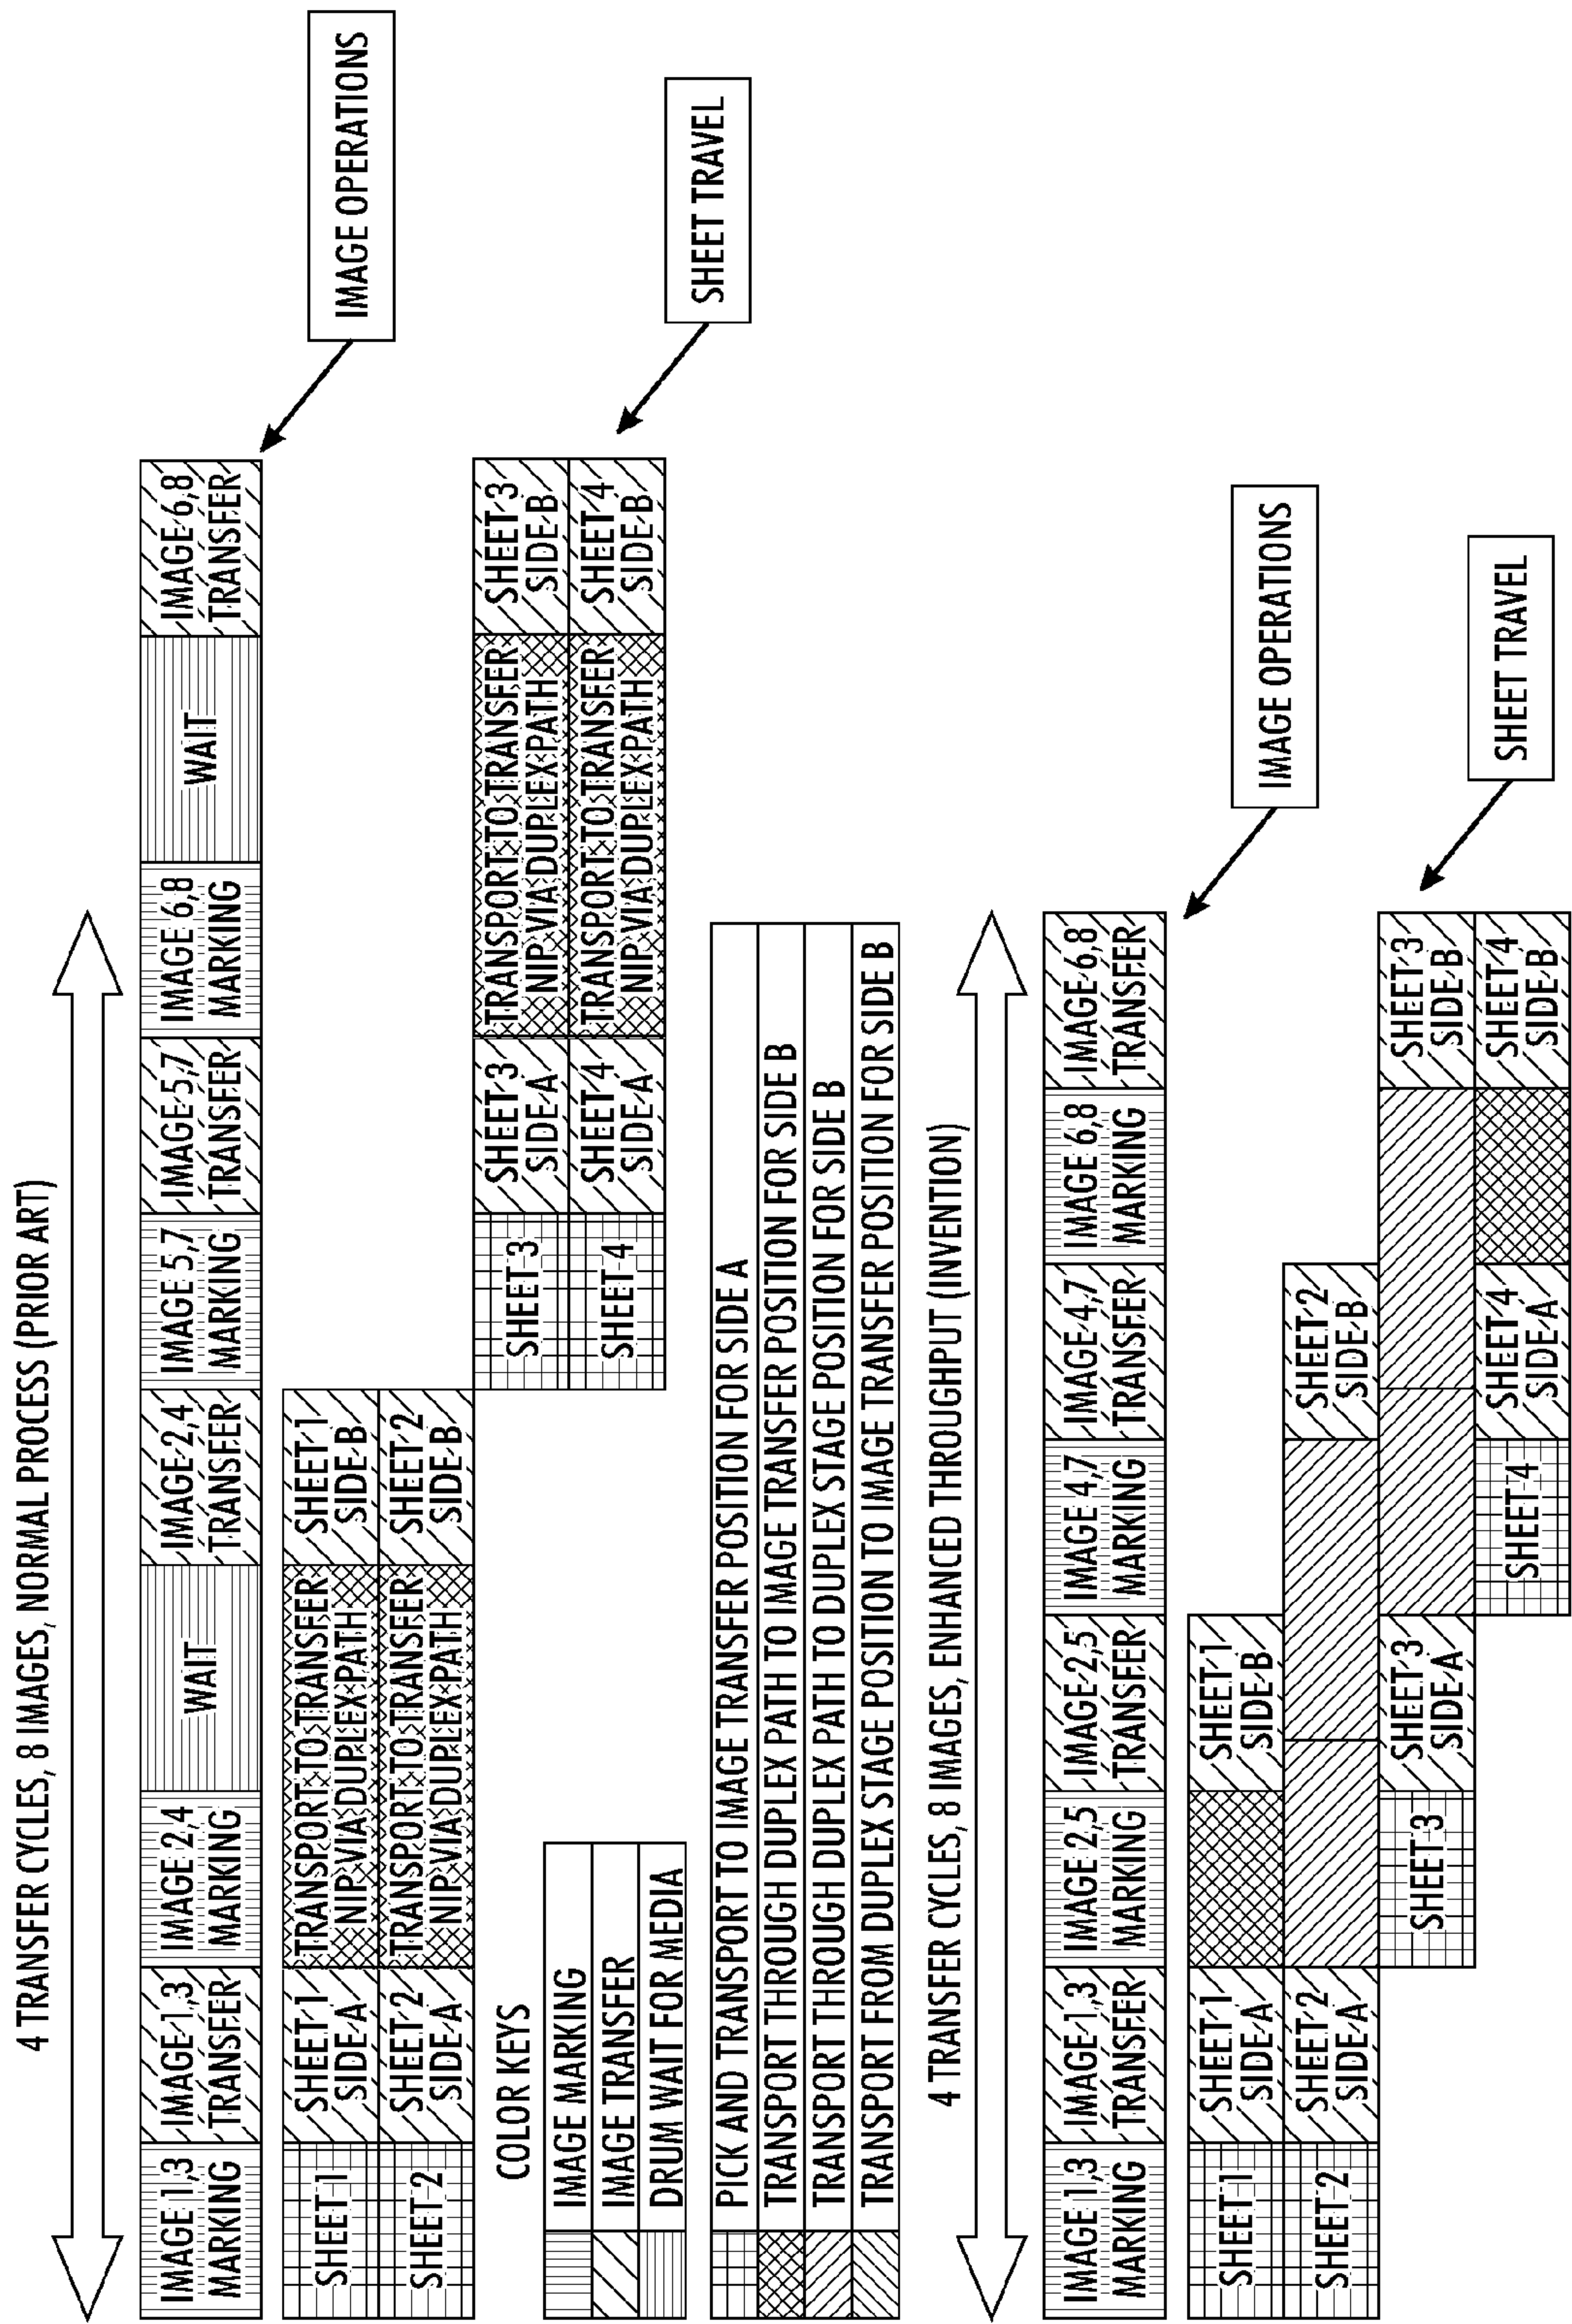 4 TRANSFER CYCLES, 8 IMAGES, NORMAL PROCESS (PRIOR ART)
IMAGE 1,3
MARKING
IMAGE 1,3
TRANSFER
IMAGE 2,4
MARKING
WAIT
IMAGE 2,4
TRANSFER
IMAGE 5,7
MARKING
IMAGE 5,7
TRANSFER
IMAGE 6,8
MARKING
WAIT
IMAGE 6,8
TRANSFER
IMAGE OPERATIONS
SHEET 1
SHEET 1
SIDE A
TRANSPORT TO TRANSFER
NIP VIA DUPLEX PATH
SHEET 1
SIDE B
SHEET 2
SHEET 2
SIDE A
TRANSPORT TO TRANSFER
NIP VIA DUPLEX PATH
SHEET 2
SIDE B
SHEET 3
SHEET 3
SIDE A
TRANSPORT TO TRANSFER
NIP VIA DUPLEX PATH
SHEET 3
SIDE B
SHEET 4
SHEET 4
SIDE A
TRANSPORT TO TRANSFER
NIP VIA DUPLEX PATH
SHEET 4
SIDE B
SHEET TRAVEL
COLOR KEYS
IMAGE MARKING
IMAGE TRANSFER
DRUM WAIT FOR MEDIA
PICK AND TRANSPORT TO IMAGE TRANSFER POSITION FOR SIDE A
TRANSPORT THROUGH DUPLEX PATH TO IMAGE TRANSFER POSITION FOR SIDE B
TRANSPORT THROUGH DUPLEX PATH TO DUPLEX STAGE POSITION FOR SIDE B
TRANSPORT FROM DUPLEX STAGE POSITION TO IMAGE TRANSFER POSITION FOR SIDE B
4 TRANSFER CYCLES, 8 IMAGES, ENHANCED THROUGHPUT (INVENTION)
IMAGE 1,3
MARKING
IMAGE 1,3
TRANSFER
IMAGE 2,5
MARKING
IMAGE 2,5
TRANSFER
IMAGE 4,7
MARKING
IMAGE 4,7
TRANSFER
IMAGE 6,8
MARKING
IMAGE 6,8
TRANSFER
IMAGE OPERATIONS
SHEET 1
SHEET 1
SIDE A
SHEET 1
SIDE B
SHEET 2
SHEET 2
SIDE A
SHEET 2
SIDE B
SHEET 3
SHEET 3
SIDE A
SHEET 3
SIDE B
SHEET 4
SHEET 4
SIDE A
SHEET 4
SIDE B
SHEET TRAVEL